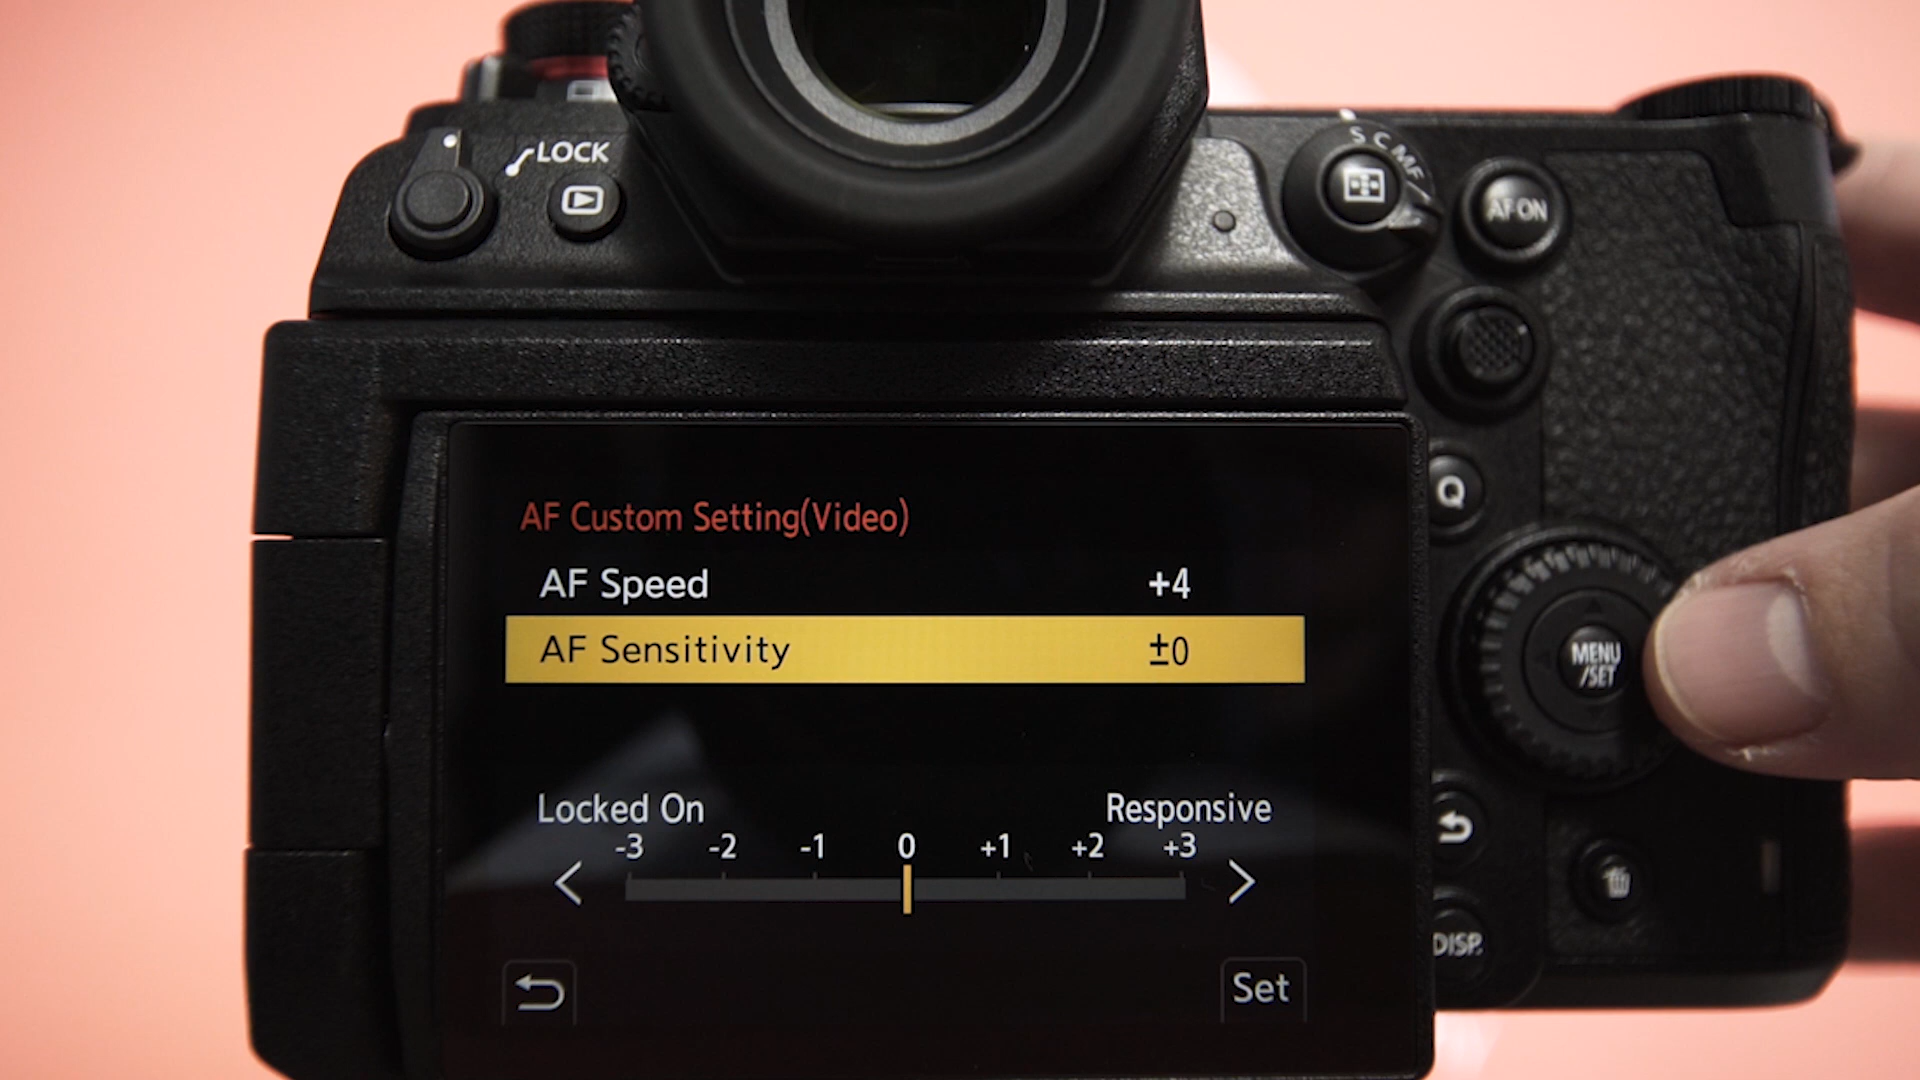 LOCK
S C MF
AF ON
AF Custom Setting(Video)
AF Speed +4
AF Sensitivity ±0
Locked On Responsive
-3 -2 -1 0 +1 +2 +3
Set
Q
MENU
/SET
DISP.